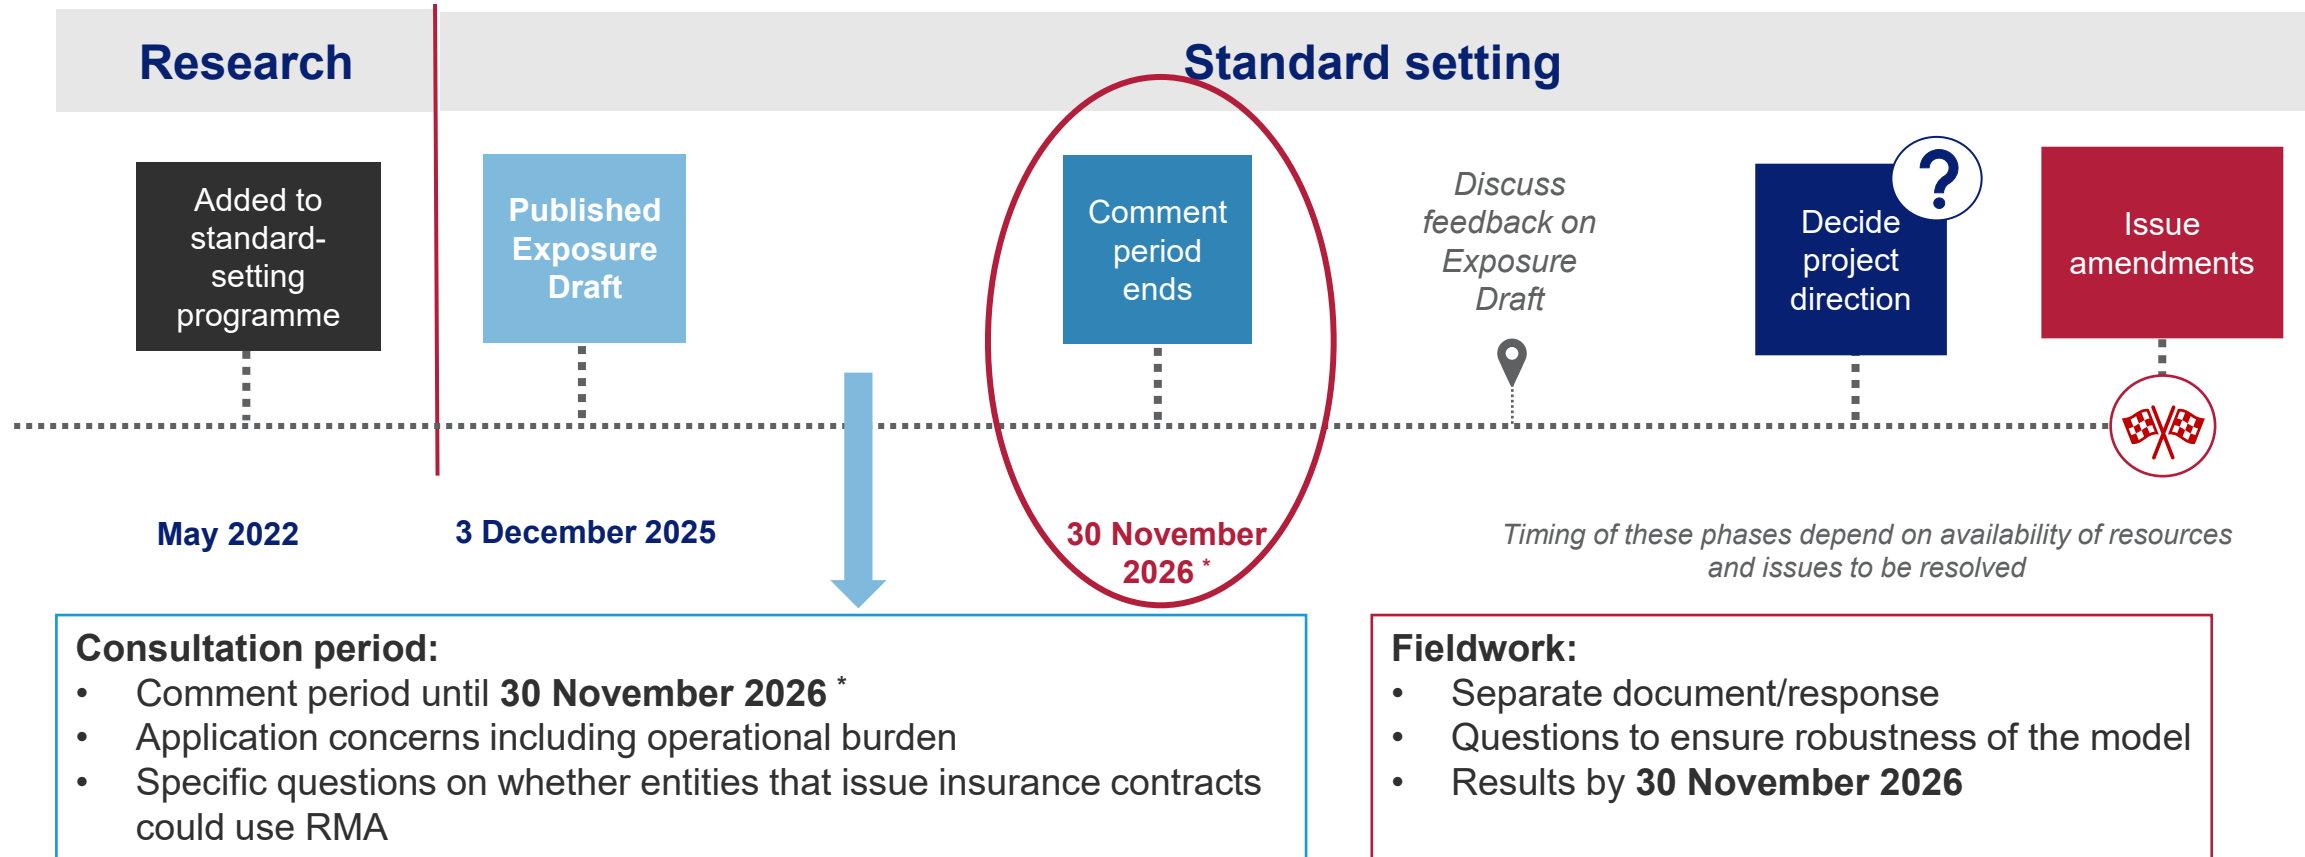 Research
Standard setting
Added to
standard-
setting
programme
Published
Exposure
Draft
Comment
period
ends
Discuss
feedback on
Exposure
Draft
Decide
project
direction
?
Issue
amendments
May 2022
3 December 2025
30 November
2026 *
Timing of these phases depend on availability of resources
and issues to be resolved
Consultation period:
• Comment period until 30 November 2026 *
• Application concerns including operational burden
• Specific questions on whether entities that issue insurance contracts
could use RMA
Fieldwork:
• Separate document/response
• Questions to ensure robustness of the model
• Results by 30 November 2026